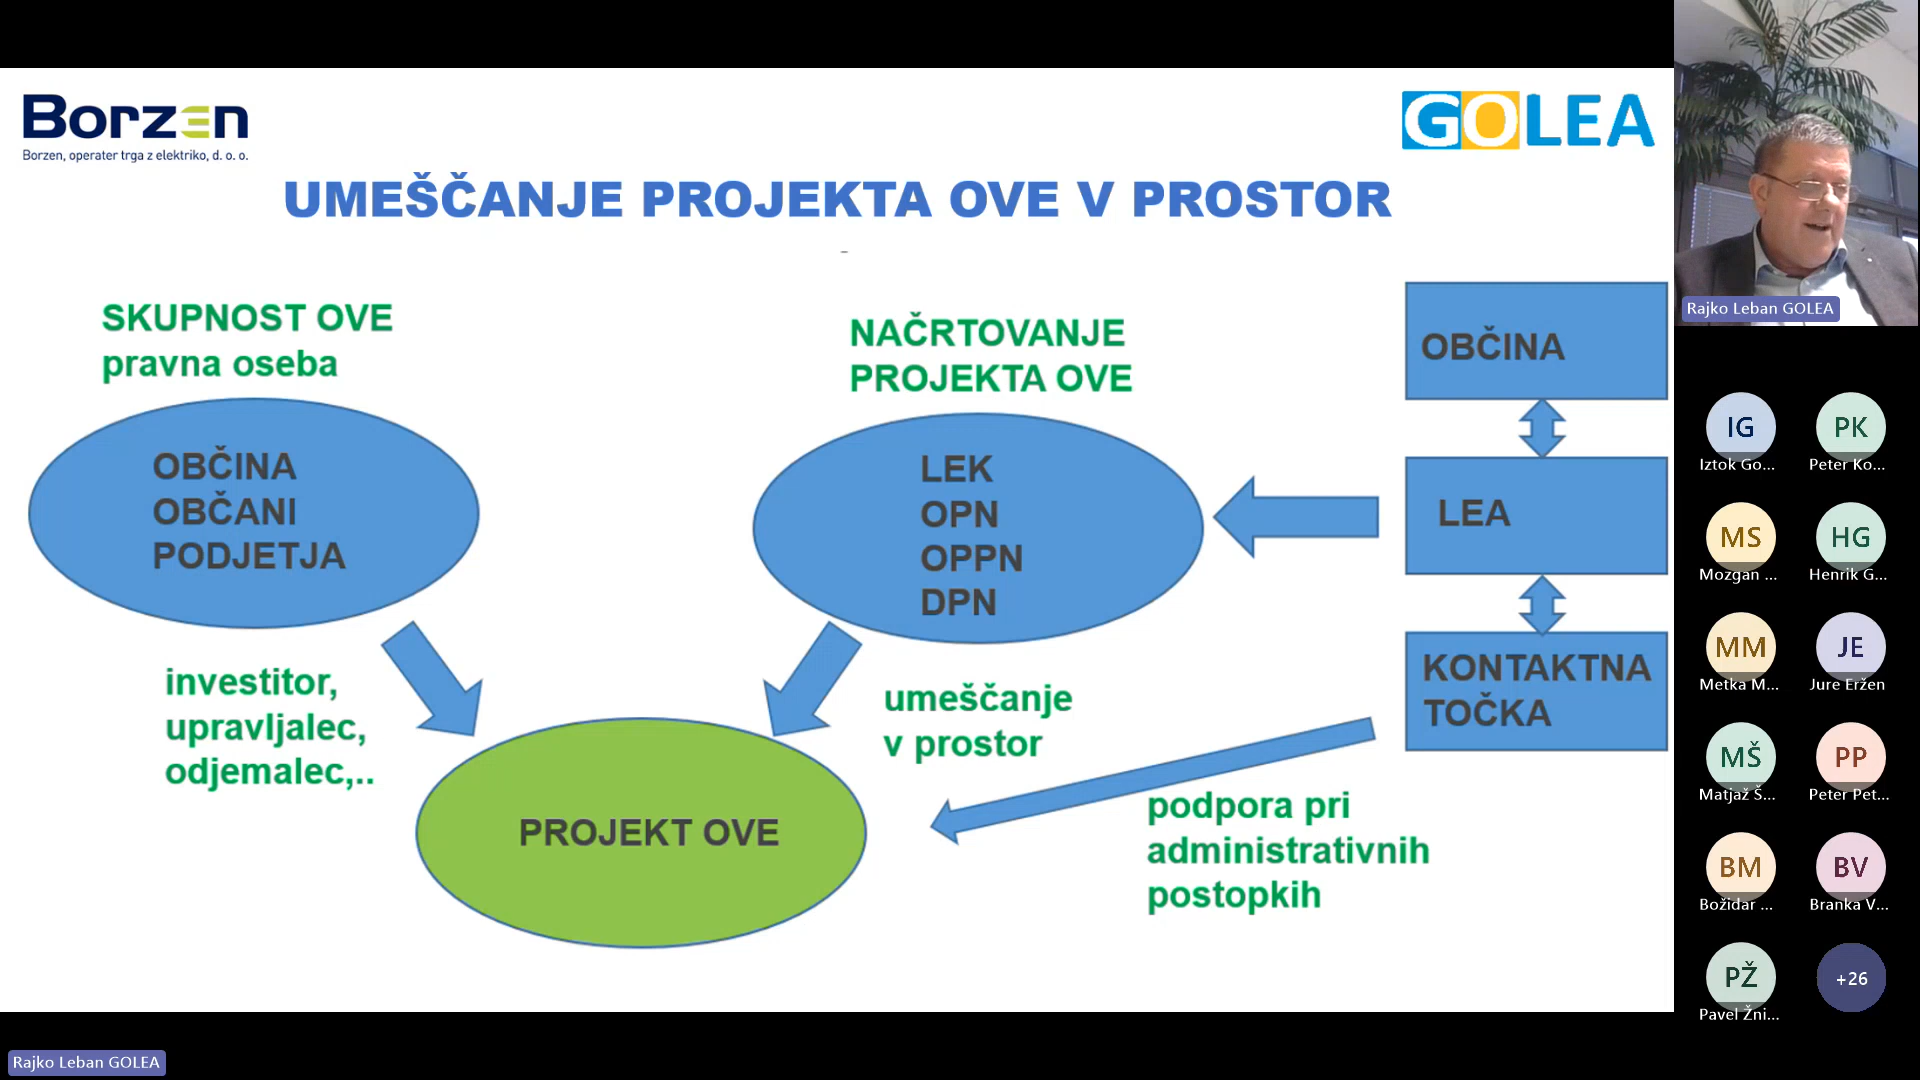 Borzen
Borzen, operater trga z elektriko, d. o. o.
GOLEA
UMEŠČANJE PROJEKTA OVE V PROSTOR
-
SKUPNOST OVE
pravna oseba
OBČINA
OBČANI
PODJETJA
investitor,
upravljalec,
odjemalec,..
NAČRTOVANJE
PROJEKTA OVE
LEK
OPN
OPPN
DPN
umeščanje
v prostor
PROJEKT OVE
OBČINA
LEA
KONTAKTNA
TOČKA
podpora pri
administrativnih
postopkih
Rajko Leban GOLEA
IG
Iztok Go...
PK
Peter Ko...
MS
Mozgan ...
HG
Henrik G...
MM
Metka M...
JE
Jure Eržen
MŠ
Matjaž Š...
PP
Peter Pet...
BM
Božidar ...
BV
Branka V...
PŽ
Pavel Žni...
+26
Rajko Leban GOLEA